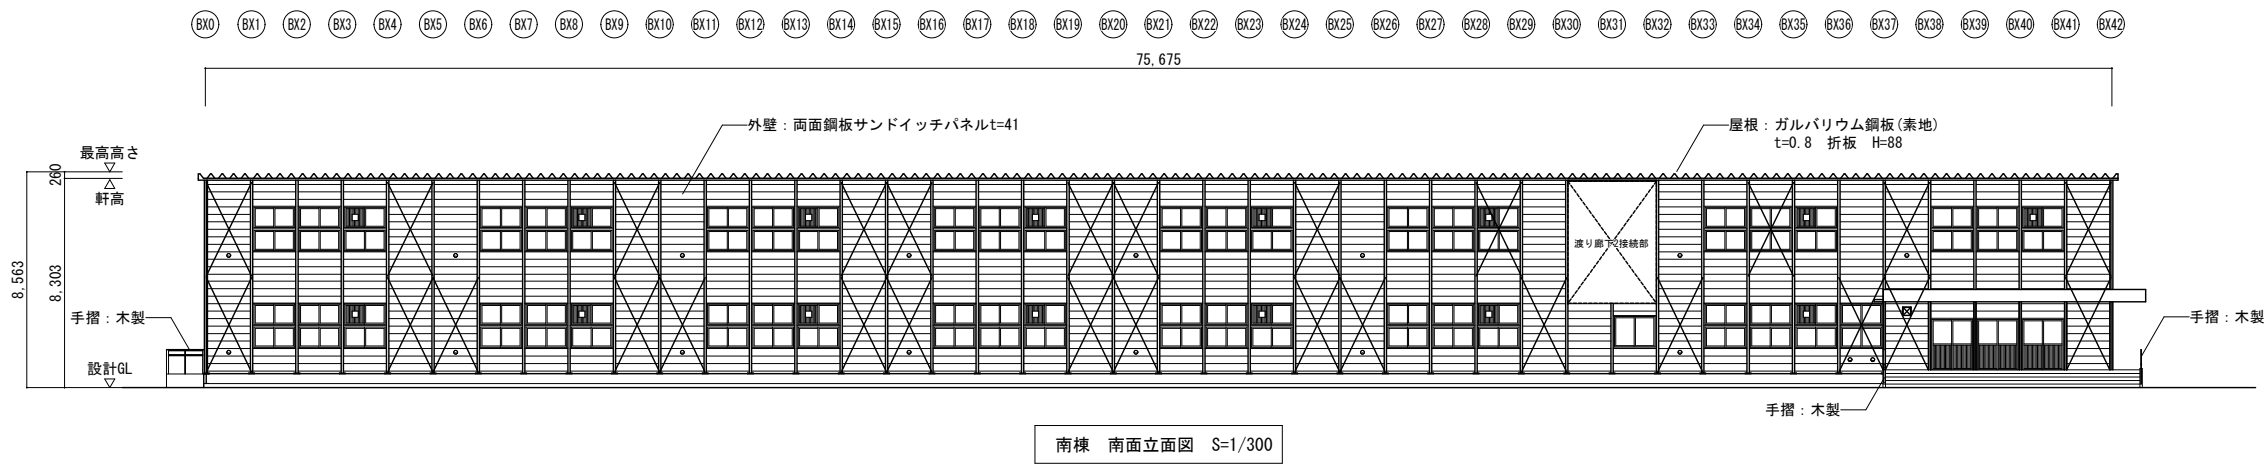 BX0 BX1 BX2 BX3 BX4 BX5 BX6 BX7 BX8 BX9 BX10 BX11 BX12 BX13 BX14 BX15 BX16 BX17 BX18 BX19 BX20 BX21 BX22 BX23 BX24 BX25 BX26 BX27 BX28 BX29 BX30 BX31 BX32 BX33 BX34 BX35 BX36 BX37 BX38 BX39 BX40 BX41 BX42
75,675
外壁：両面鋼板サンドイッチパネルt=41
屋根：ガルバリウム鋼板(素地)
t=0.8 折板 H=88
最高高さ
260
軒高
8,563
8,303
渡り廊下2接続部
手摺：木製
手摺：木製
設計GL
手摺：木製
南棟 南面立面図 S=1/300